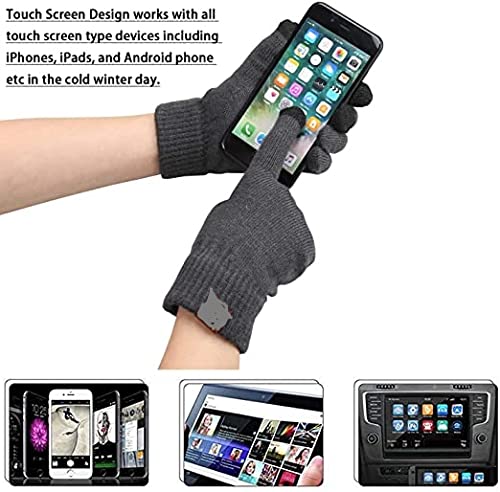 Touch Screen Design works with all
touch screen type devices including
iPhones, iPads, and Android phone
etc in the cold winter day.